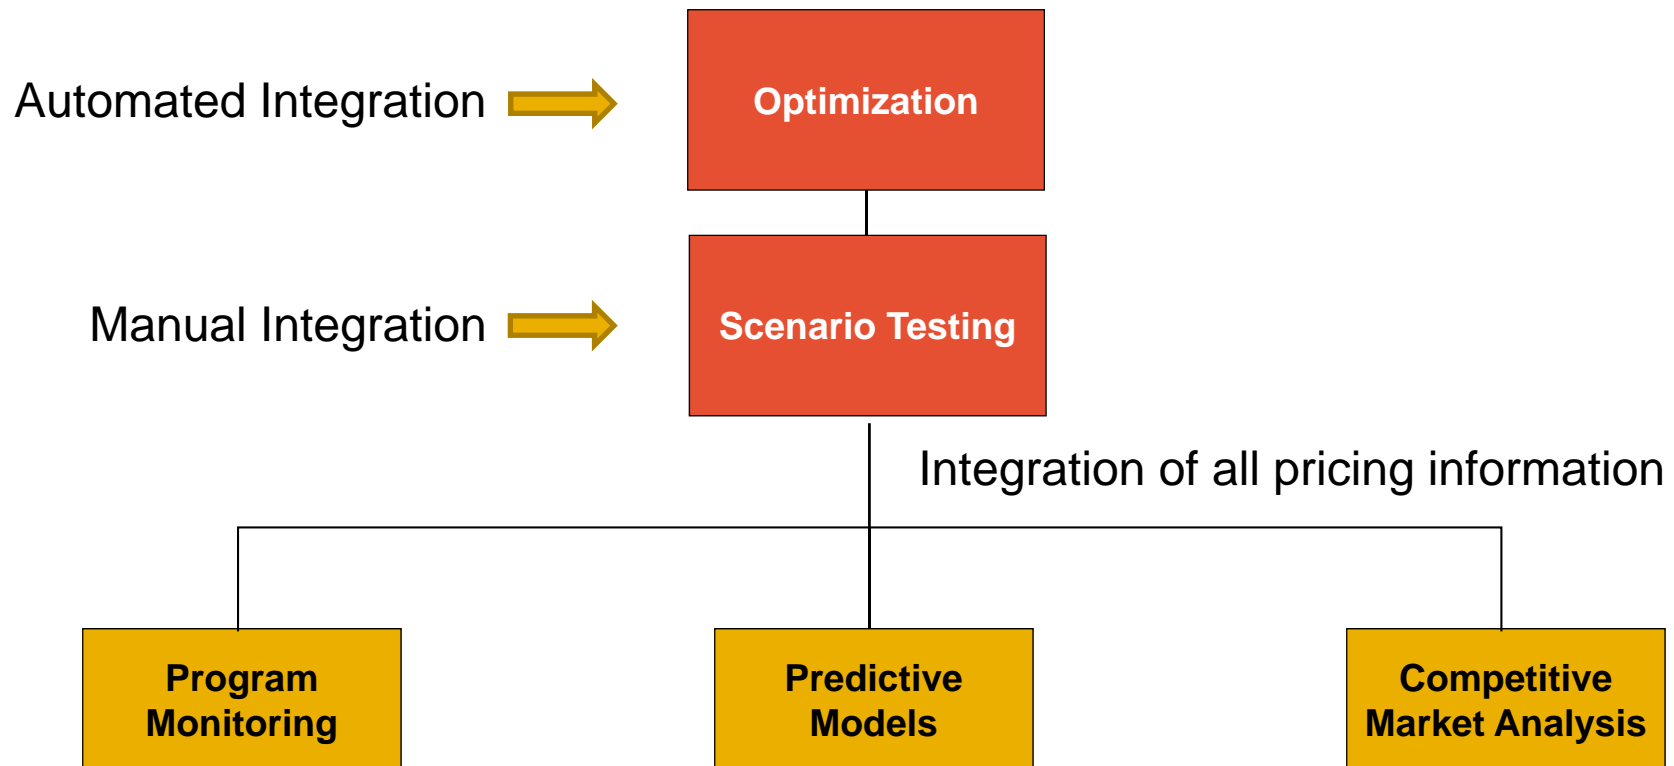 Automated Integration
Optimization
Manual Integration
Scenario Testing
Integration of all pricing information
Program
Monitoring
Predictive
Models
Competitive
Market Analysis